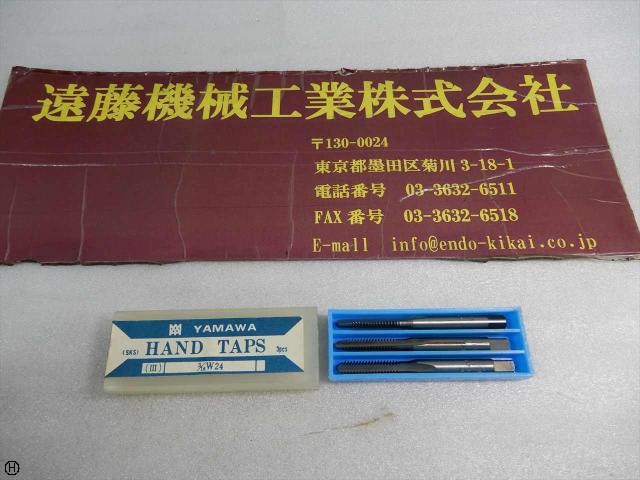 遠藤機械工業株式会社
〒130-0024
東京都墨田区菊川 3-18-1
電話番号 03-3632-6511
FAX 番号 03-3632-6518
E-mall info@endo-kikai.co.jp
YAMAWA
(SKS) HAND TAPS 3pcs
(III) W24
H